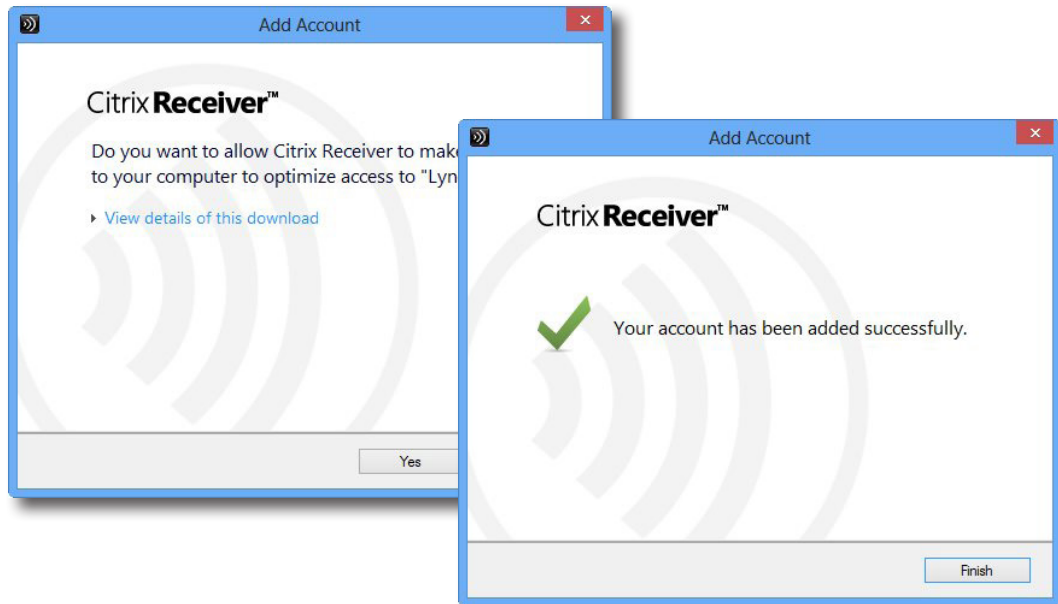 Add Account
Citrix Receiver™
Do you want to allow Citrix Receiver to make
to your computer to optimize access to "Lyn
View details of this download
Yes
Add Account
Citrix Receiver™
Your account has been added successfully.
Finish